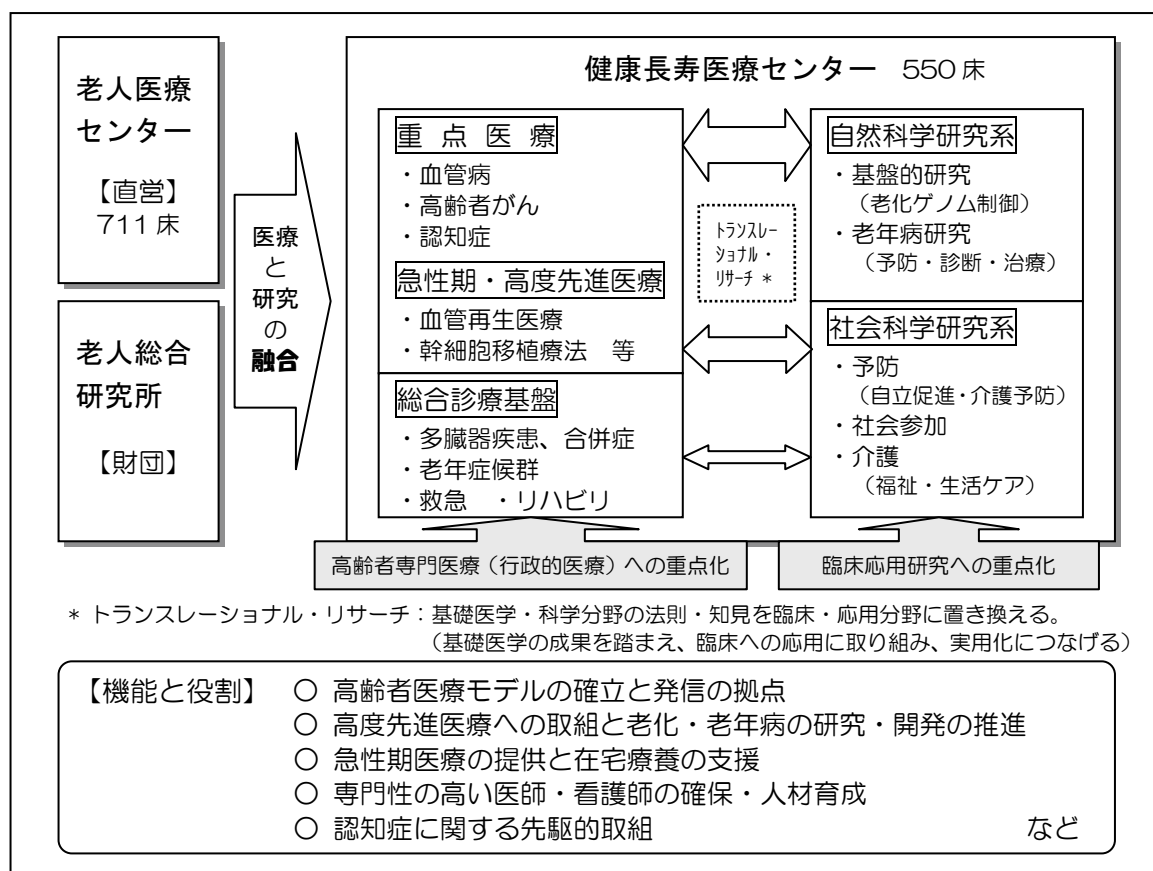 老人医療
センター
【直営】
711床
老人総合
研究所
【財団】
医療
と
研究
の
融合
健康長寿医療センター 550床
重 点 医 療
・血管病
・高齢者がん
・認知症
急性期・高度先進医療
・血管再生医療
・幹細胞移植療法 等
総合診療基盤
・多臓器疾患、合併症
・老年症候群
・救急 ・リハビリ
ﾄﾗﾝｽﾚｰ
ｼｮﾅﾙ・
ﾘｻｰﾁ *
自然科学研究系
・基盤的研究
（老化ゲノム制御）
・老年病研究
（予防・診断・治療）
社会科学研究系
・予防
（自立促進・介護予防）
・社会参加
・介護
（福祉・生活ケア）
高齢者専門医療（行政的医療）への重点化
臨床応用研究への重点化
* トランスレーショナル・リサーチ：基礎医学・科学分野の法則・知見を臨床・応用分野に置き換える。
（基礎医学の成果を踏まえ、臨床への応用に取り組み、実用化につなげる）
【機能と役割】 ○ 高齢者医療モデルの確立と発信の拠点
○ 高度先進医療への取組と老化・老年病の研究・開発の推進
○ 急性期医療の提供と在宅療養の支援
○ 専門性の高い医師・看護師の確保・人材育成
○ 認知症に関する先駆的取組 など